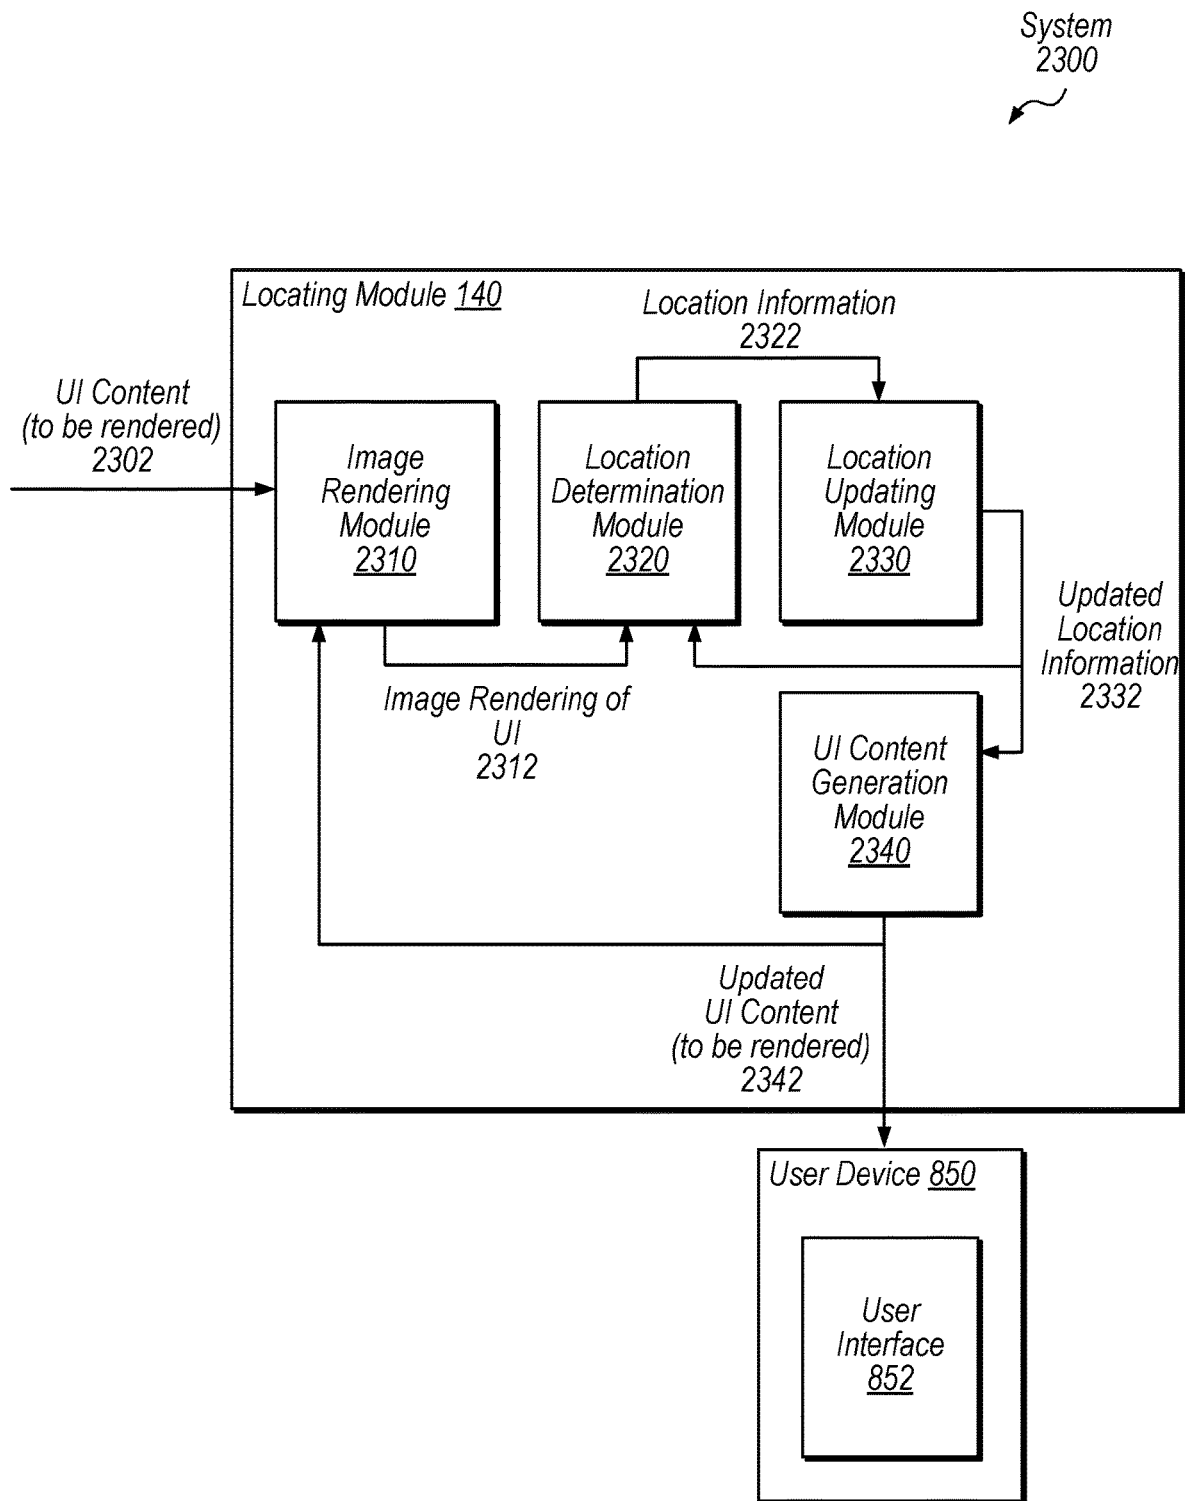 System
2300
Locating Module 140
Location Information
2322
UI Content
(to be rendered)
2302
Image
Rendering
Module
2310
Location
Determination
Module
2320
Location
Updating
Module
2330
Updated
Location
Information
2332
Image Rendering of
UI
2312
UI Content
Generation
Module
2340
Updated
UI Content
(to be rendered)
2342
User Device 850
User
Interface
852